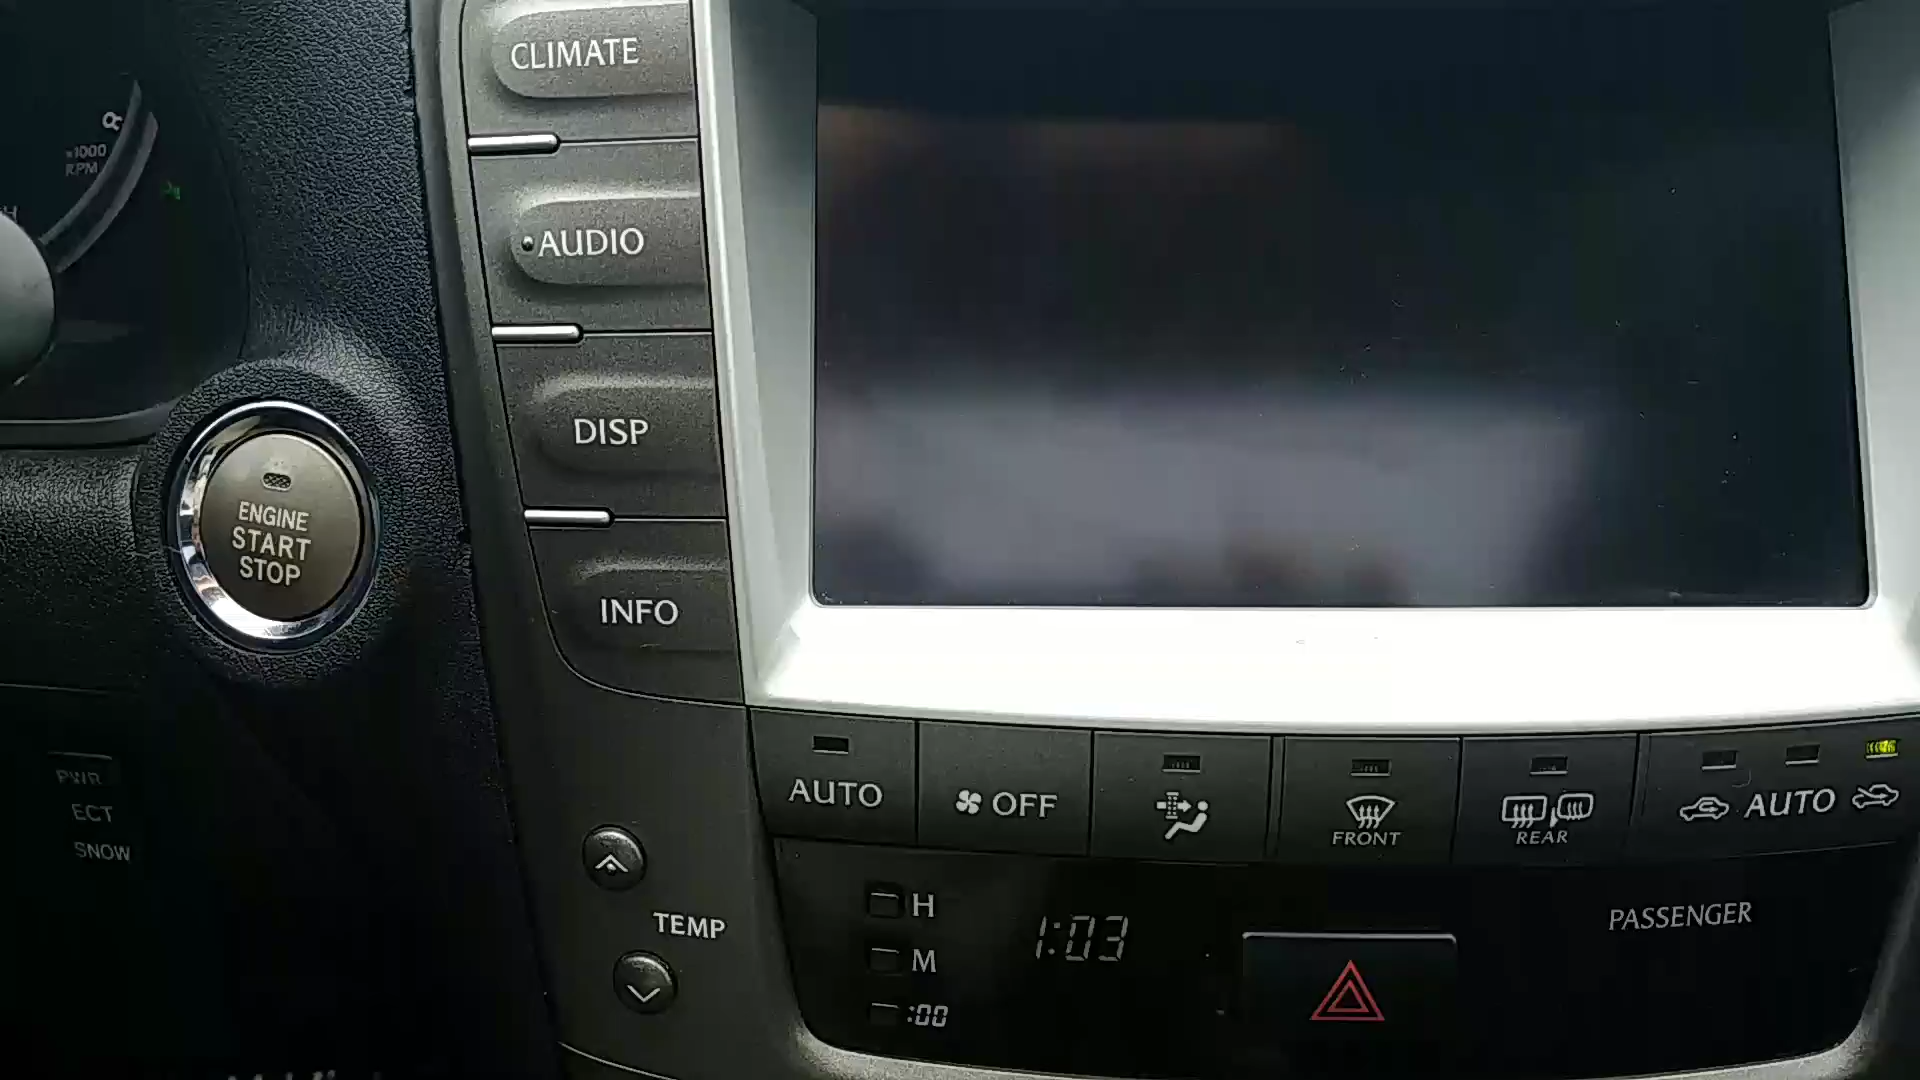 CLIMATE
x1000
RPM
AUDIO
DISP
ENGINE
START
STOP
INFO
PWR
ECT
SNOW
AUTO
OFF
FRONT
REAR
AUTO
TEMP
H
M
:00
1:03
PASSENGER